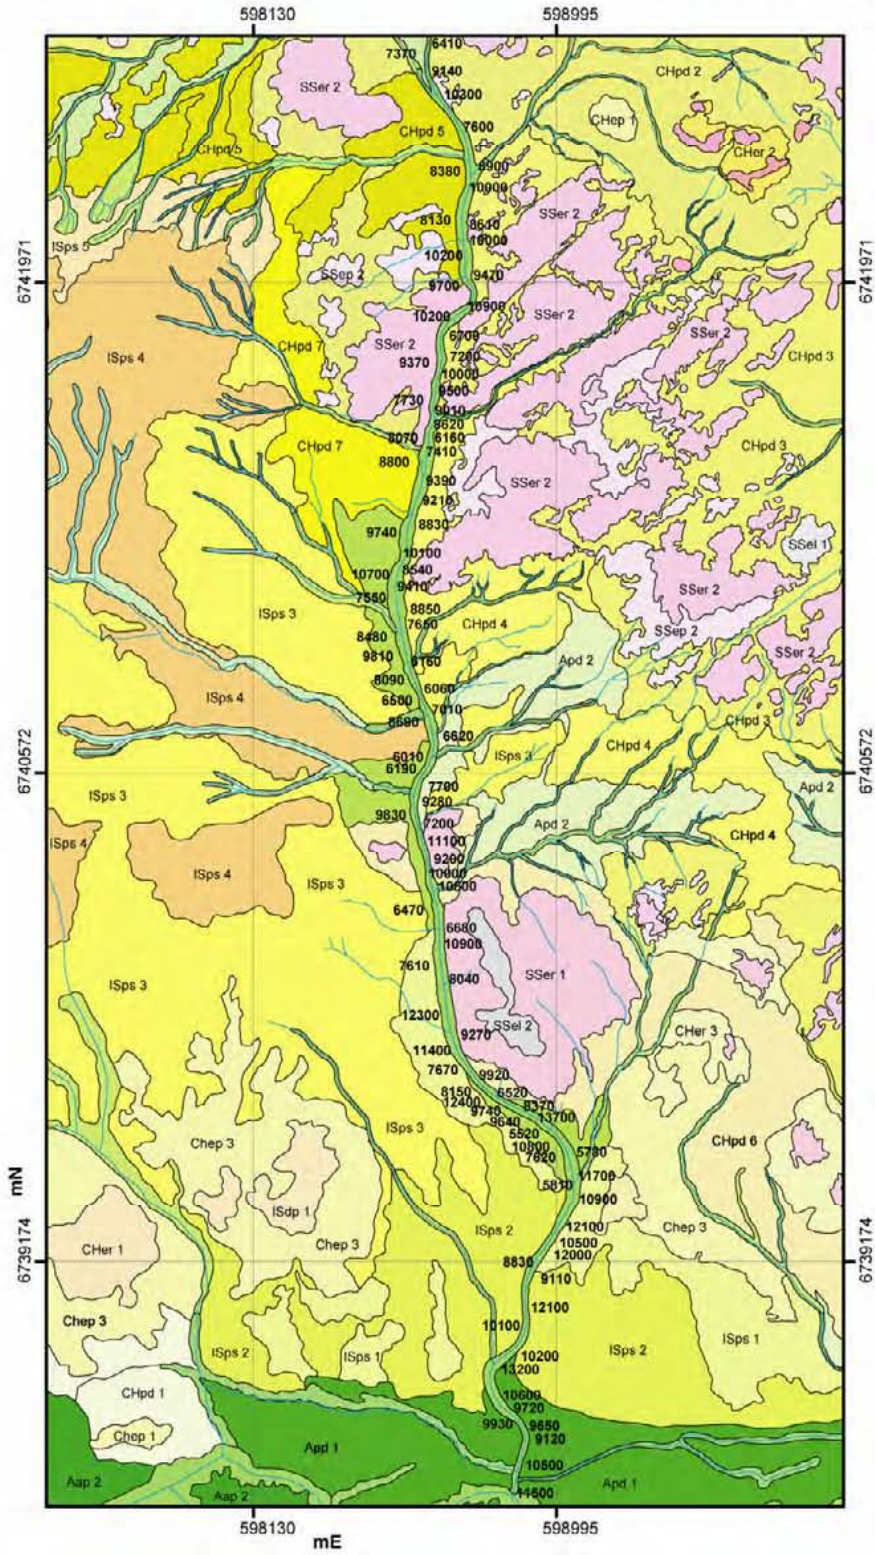 598130 598995
6410
7370
9140
CHpd 2
10300
SSer 2
CHep 1
7600
CHpd 5
CHpd 5
CHer 2
8380
10000
SSer 2
8130
ISps 5
10000
10200
SSep 2
9470
6741971 6741971
9700
10900
10200
SSer 2
6700
SSer 2
SSer 2
CHpd 7
ISps 4
7200
CHpd 3
9370
10000
9500
7730
9010
8620
8070
6160
CHpd 7
7410
CHpd 3
8800
9390
SSer 2
9210
8830
9740
SSel 1
10100
8540
10700
9410
SSer 2
7550
8850
ISps 3
7650
CHpd 4
SSep 2
8480
9810
8160
Apd 2
SSer 2
8090
6060
ISps 4
6500
7010
8680
CHpd 3
6620
CHpd 4
6010
ISps 3
6740572 6740572
6190
7700
Apd 2
ISps 3
9280
9830
7200
Apd 2
CHpd 4
ISps 4
11100
9200
ISps 4
10900
ISps 3
10600
6470
6680
10900
7610
SSer 1
8040
ISps 3
12300
SSel 2
9270
CHer 3
11400
7670
9920
8150
6520
12400
8370
9740
13700
9640
ISps 3
5520
Chep 3
10800
5780
CHpd 6
7620
mN
11700
5810
10900
ISdp 1
ISps 2
12100
Chep 3
CHer 1
Chep 3
10500
12000
6739174 6739174
8830
9110
12100
Chep 3
10100
ISps 2
ISps 1
ISps 1
ISps 2
10200
13200
CHpd 1
10600
9720
9930
9650
Chep 1
9120
Apd 1
10500
Aap 2
Apd 1
Aap 2
11500
598130 598995
mE